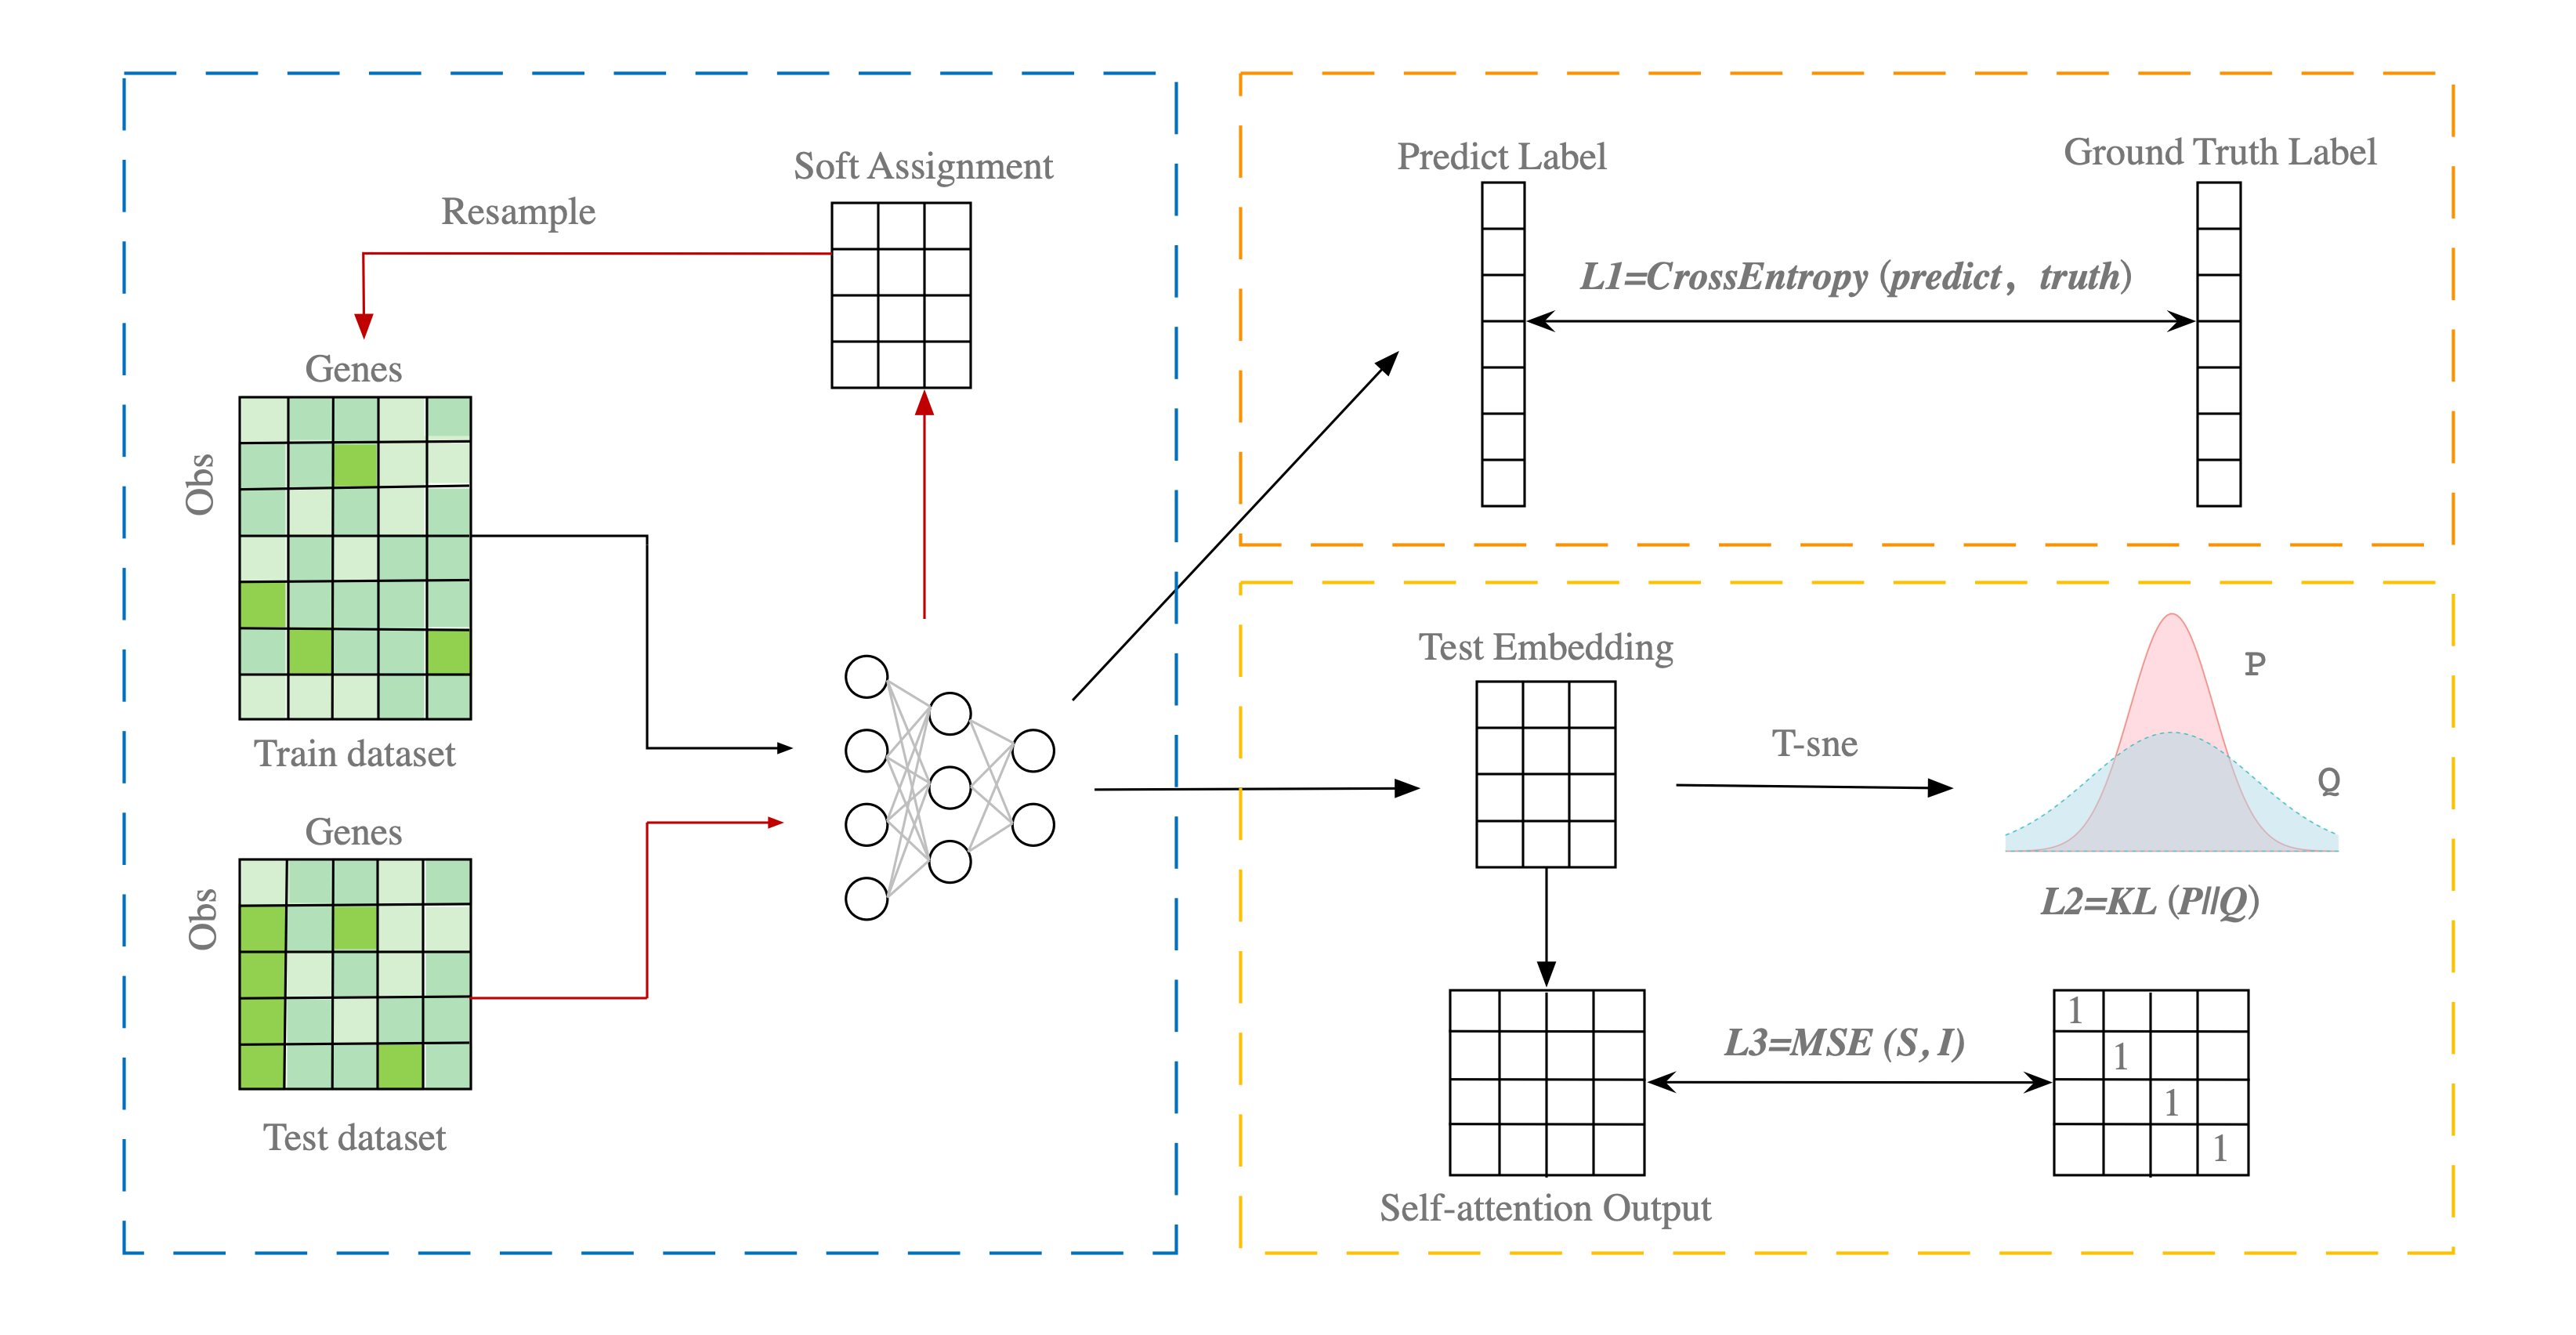 Soft Assignment
Resample
Genes
Obs
Train dataset
Genes
Obs
Test dataset
Predict Label
Ground Truth Label
L1=CrossEntropy (predict, truth)
Test Embedding
T-sne
P
Q
L2=KL (P||Q)
L3=MSE (S, I)
1
1
1
1
Self-attention Output